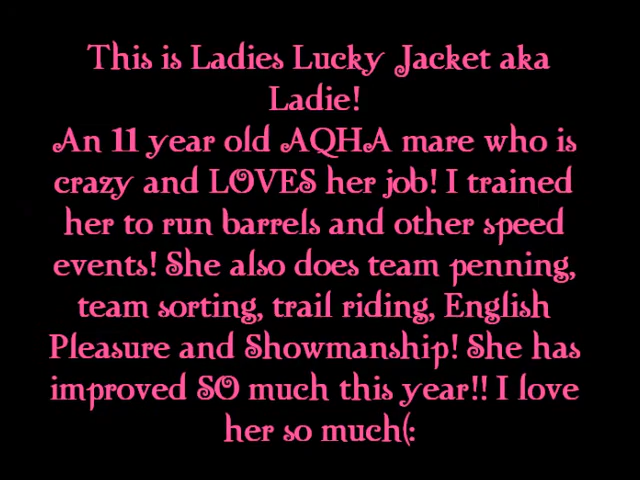 This is Ladies Lucky Jacket aka
Ladie!
An 11 year old AQHA mare who is
crazy and LOVES her job! I trained
her to run barrels and other speed
events! She also does team penning,
team sorting, trail riding, English
Pleasure and Showmanship! She has
improved SO much this year!! I love
her so much(: